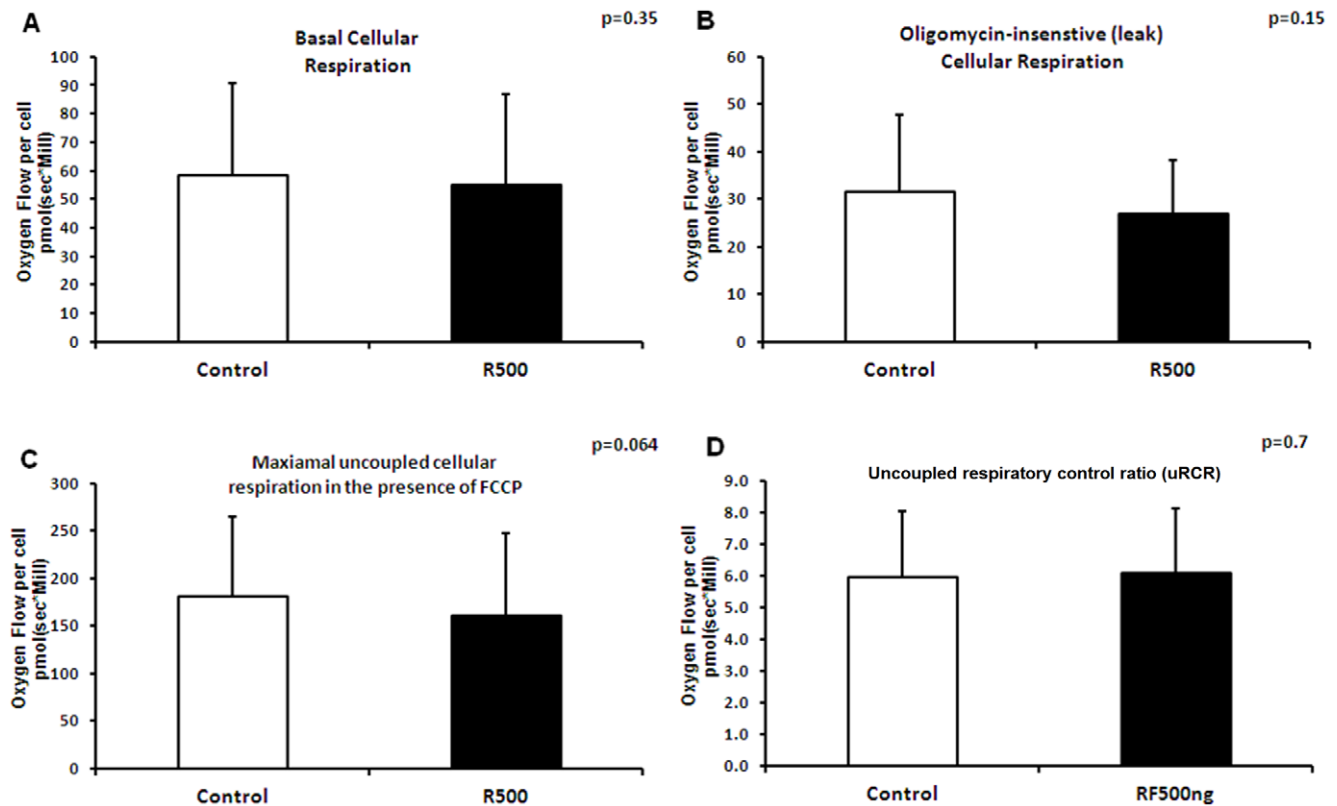 A
p=0.35
Basal Cellular
Respiration
Oxygen Flow per cell
pmol(sec*Mill)
100
90
80
70
60
50
40
30
20
10
0
Control
R500
B
p=0.15
Oligomycin-insenstive (leak)
Cellular Respiration
Oxygen Flow per cell
pmol(sec*Mill)
60
50
40
30
20
10
0
Control
R500
C
p=0.064
Maxiamal uncoupled cellular
respiration in the presence of FCCP
Oxygen Flow per cell
pmol(sec*Mill)
300
250
200
150
100
50
0
Control
R500
D
p=0.7
Uncoupled respiratory control ratio (uRCR)
Oxygen Flow per cell
pmol(sec*Mill)
9.0
8.0
7.0
6.0
5.0
4.0
3.0
2.0
1.0
0.0
Control
RF500ng